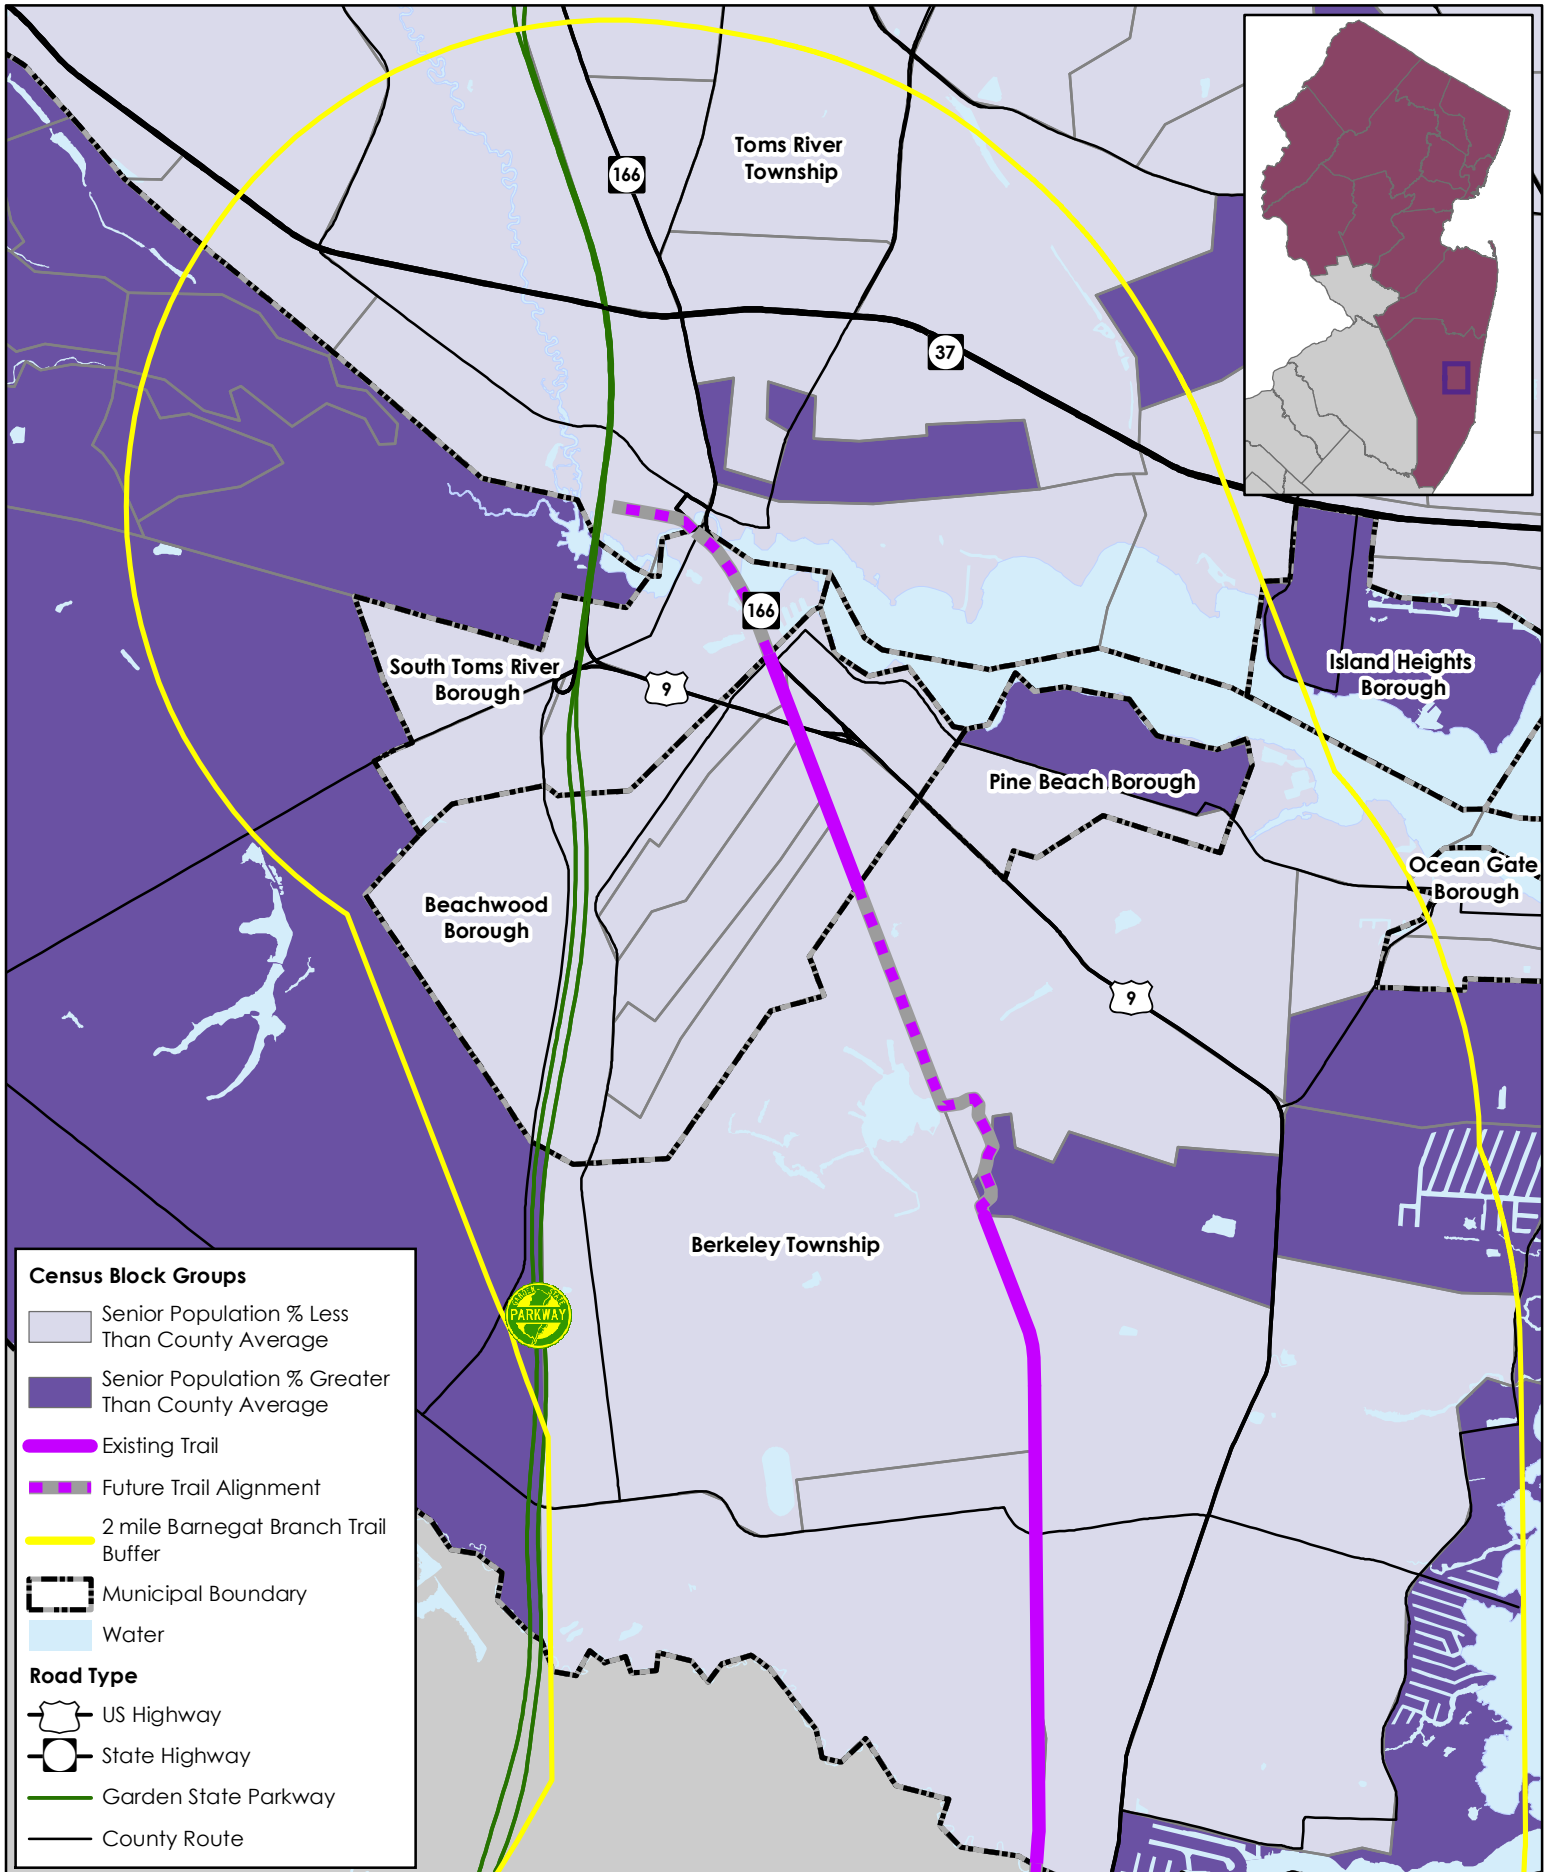 Toms River
Township
166
37
166
South Toms River
Borough
9
Island Heights
Borough
Pine Beach Borough
Ocean Gate
Borough
Beachwood
Borough
9
Berkeley Township
PARKWAY
Census Block Groups
Senior Population % Less
Than County Average
Senior Population % Greater
Than County Average
Existing Trail
Future Trail Alignment
2 mile Barnegat Branch Trail
Buffer
Municipal Boundary
Water
Road Type
US Highway
State Highway
Garden State Parkway
County Route